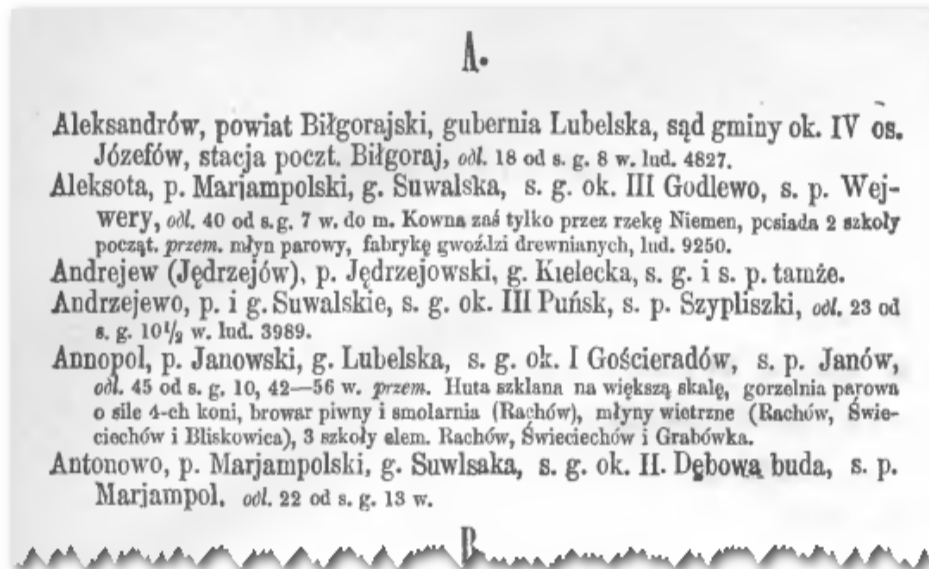 A.
Aleksandrów, powiat Biłgorajski, gubernia Lubelska, sąd gminy ok. IV os.
Józefów, stacja poczt. Biłgoraj, odl. 18 od s. g. 8 w. lud. 4827.
Aleksota, p. Marjampolski, g. Suwalska, s. g. ok. III Godlewo, s. p. Wej-
wery, odl. 40 od s. g. 7 w. do m. Kowna zaś tylko przez rzekę Niemen, pcsiada 2 szkoły
począt. przem. młyn parowy, fabrykę gwoździ drewnianych, lud. 9250.
Andrejew (Jędrzejów), p. Jędrzejowski, g. Kielecka, s. g. i s. p. tamże.
Andrzejewo, p. i g. Suwalskie, s. g. ok. III Puńsk, s. p. Szypliszki, odl. 23 od
s. g. 10½ w. lud. 3989.
Annopol, p. Janowski, g. Lubelska, s. g. ok. I Gościeradów, s. p. Janów,
odl. 45 od s. g. 10, 42—56 w. przem. Huta szklana na większą skalę, gorzelnia parowa
o sile 4-ch koni, browar piwny i smolarnia (Rachów), młyny wietrzne (Rachów, Świe-
ciechów i Bliskowica), 3 szkoły elem. Rachów, Świeciechów i Grabówka.
Antonowo, p. Marjampolski, g. Suwlsaka, s. g. ok. II. Dębowa buda, s. p.
Marjampol, odl. 22 od s. g. 13 w.